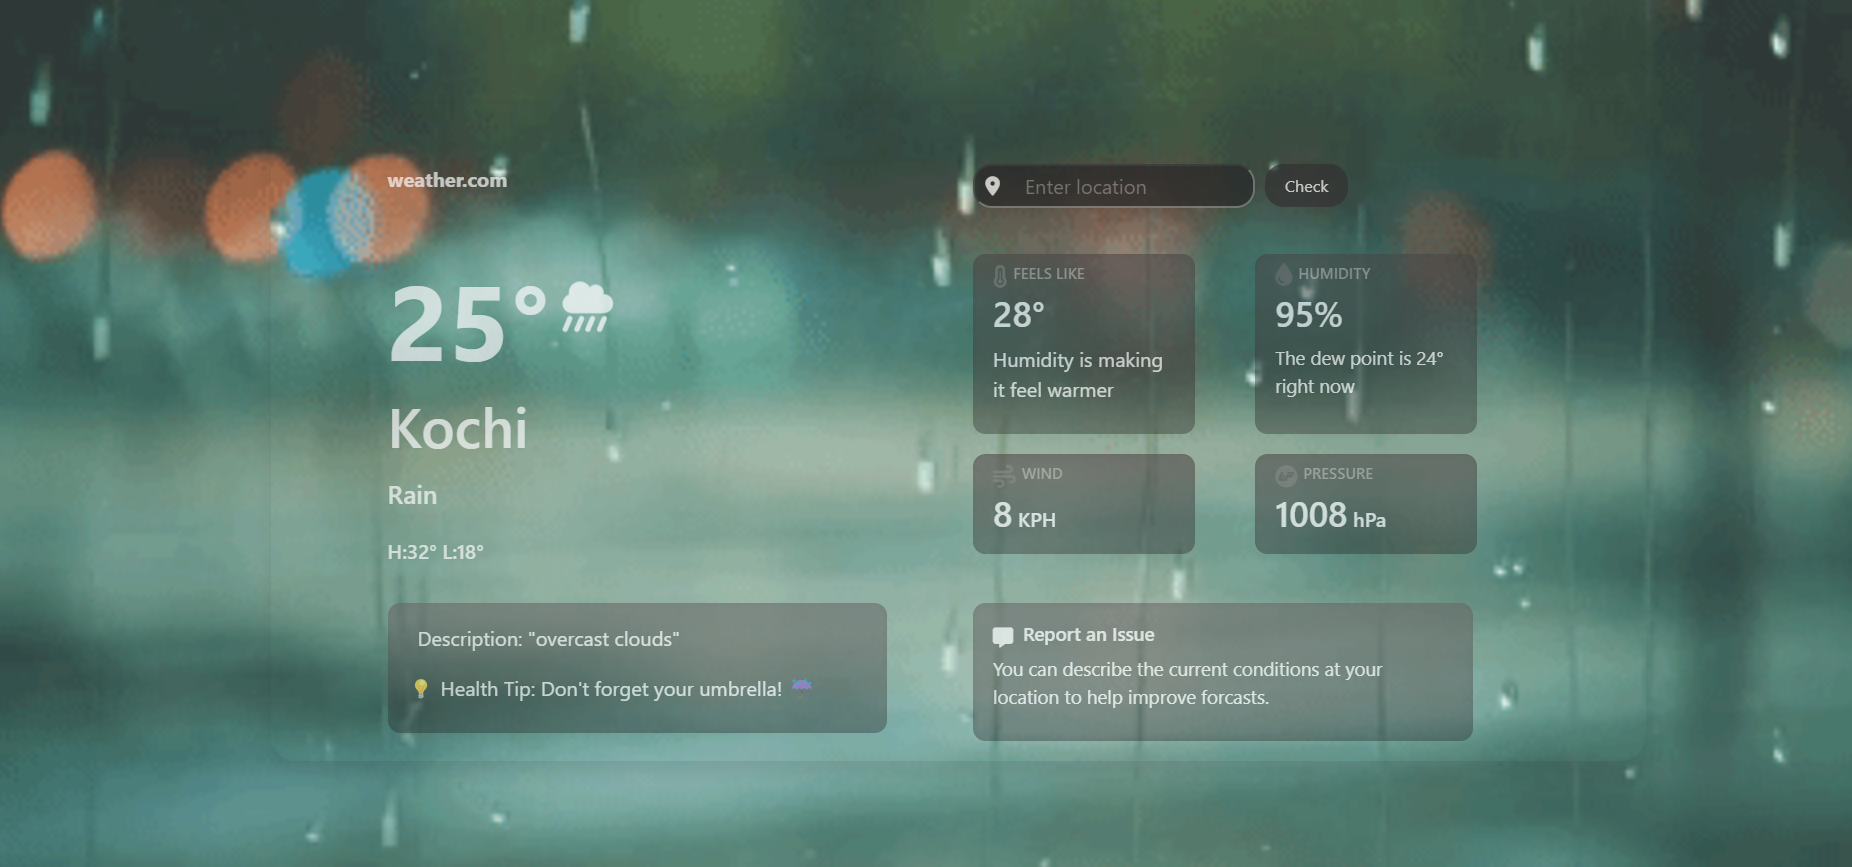 weather.com
Enter location
Check
25°
Kochi
Rain
H:32° L:18°
FEELS LIKE
28°
Humidity is making
it feel warmer
HUMIDITY
95%
The dew point is 24°
right now
WIND
8 KPH
PRESSURE
1008 hPa
Description: "overcast clouds"
Health Tip: Don't forget your umbrella!
Report an Issue
You can describe the current conditions at your
location to help improve forcasts.